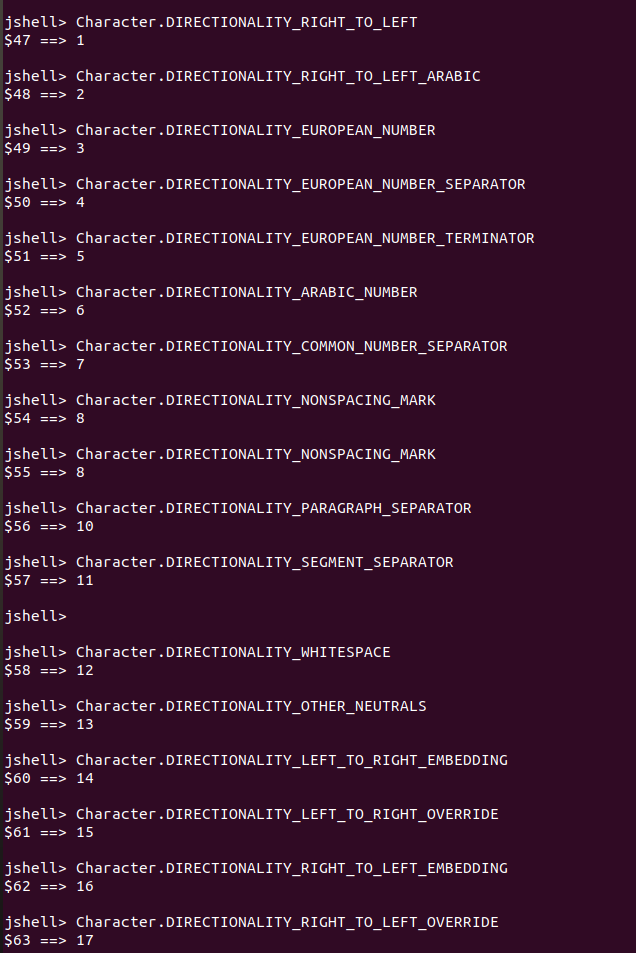 jshell> Character.DIRECTIONALITY_RIGHT_TO_LEFT
$47 ==> 1
jshell> Character.DIRECTIONALITY_RIGHT_TO_LEFT_ARABIC
$48 ==> 2
jshell> Character.DIRECTIONALITY_EUROPEAN_NUMBER
$49 ==> 3
jshell> Character.DIRECTIONALITY_EUROPEAN_NUMBER_SEPARATOR
$50 ==> 4
jshell> Character.DIRECTIONALITY_EUROPEAN_NUMBER_TERMINATOR
$51 ==> 5
jshell> Character.DIRECTIONALITY_ARABIC_NUMBER
$52 ==> 6
jshell> Character.DIRECTIONALITY_COMMON_NUMBER_SEPARATOR
$53 ==> 7
jshell> Character.DIRECTIONALITY_NONSPACING_MARK
$54 ==> 8
jshell> Character.DIRECTIONALITY_NONSPACING_MARK
$55 ==> 8
jshell> Character.DIRECTIONALITY_PARAGRAPH_SEPARATOR
$56 ==> 10
jshell> Character.DIRECTIONALITY_SEGMENT_SEPARATOR
$57 ==> 11
jshell>
jshell> Character.DIRECTIONALITY_WHITESPACE
$58 ==> 12
jshell> Character.DIRECTIONALITY_OTHER_NEUTRALS
$59 ==> 13
jshell> Character.DIRECTIONALITY_LEFT_TO_RIGHT_EMBEDDING
$60 ==> 14
jshell> Character.DIRECTIONALITY_LEFT_TO_RIGHT_OVERRIDE
$61 ==> 15
jshell> Character.DIRECTIONALITY_RIGHT_TO_LEFT_EMBEDDING
$62 ==> 16
jshell> Character.DIRECTIONALITY_RIGHT_TO_LEFT_OVERRIDE
$63 ==> 17